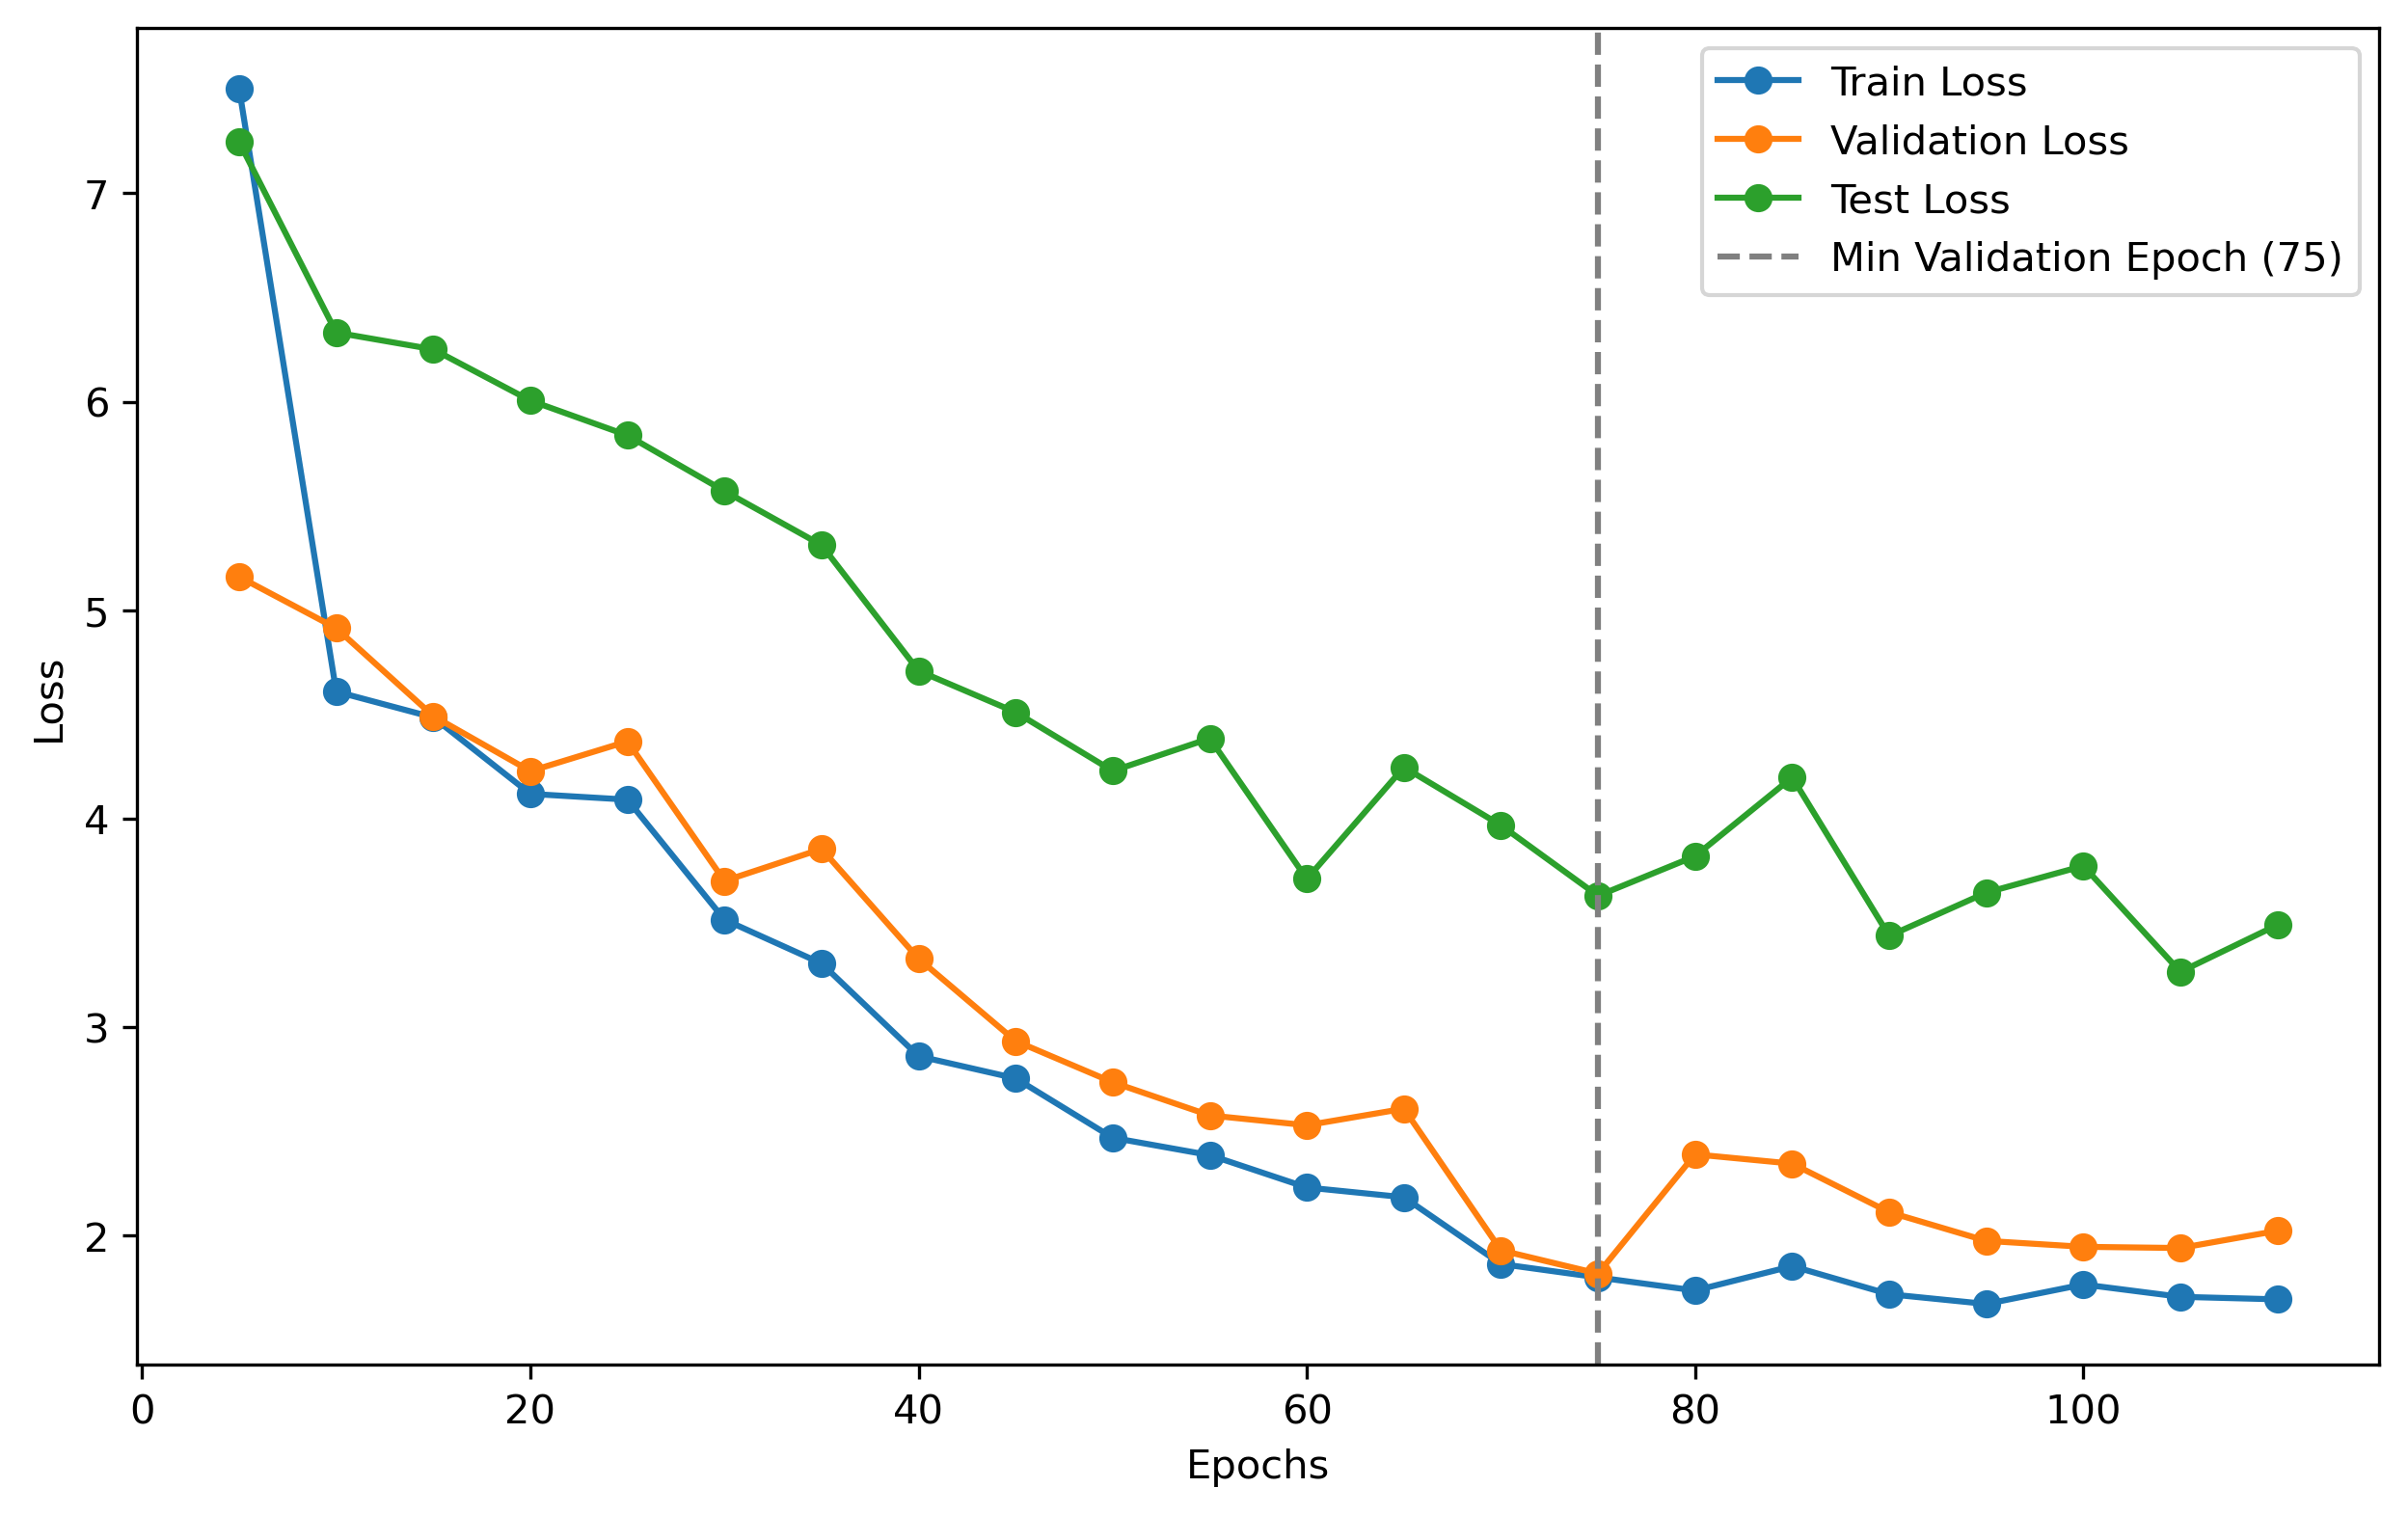 Train Loss
Validation Loss
Test Loss
Min Validation Epoch (75)
7
6
5
4
3
2
Loss
0 20 40 60 80 100
Epochs